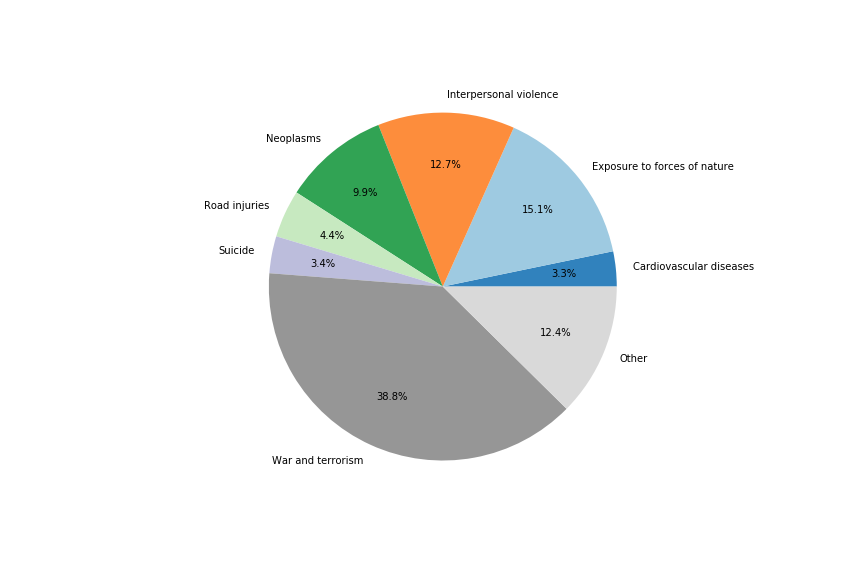 Interpersonal violence
Neoplasms
Exposure to forces of nature
12.7%
9.9%
Road injuries
15.1%
4.4%
Suicide
3.4%
Cardiovascular diseases
3.3%
12.4%
Other
38.8%
War and terrorism